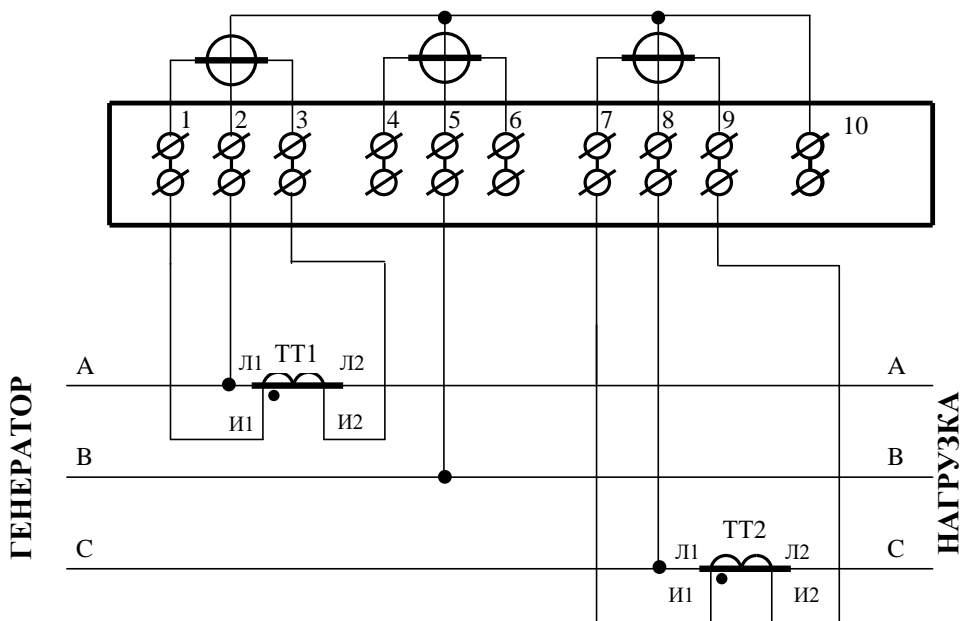 1 2 3 4 5 6 7 8 9 10
ГЕНЕРАТОР
А
Л1 ТТ1 Л2
А
И1 И2
В
В
С
Л1 ТТ2 Л2
С
И1 И2
НАГРУЗКА